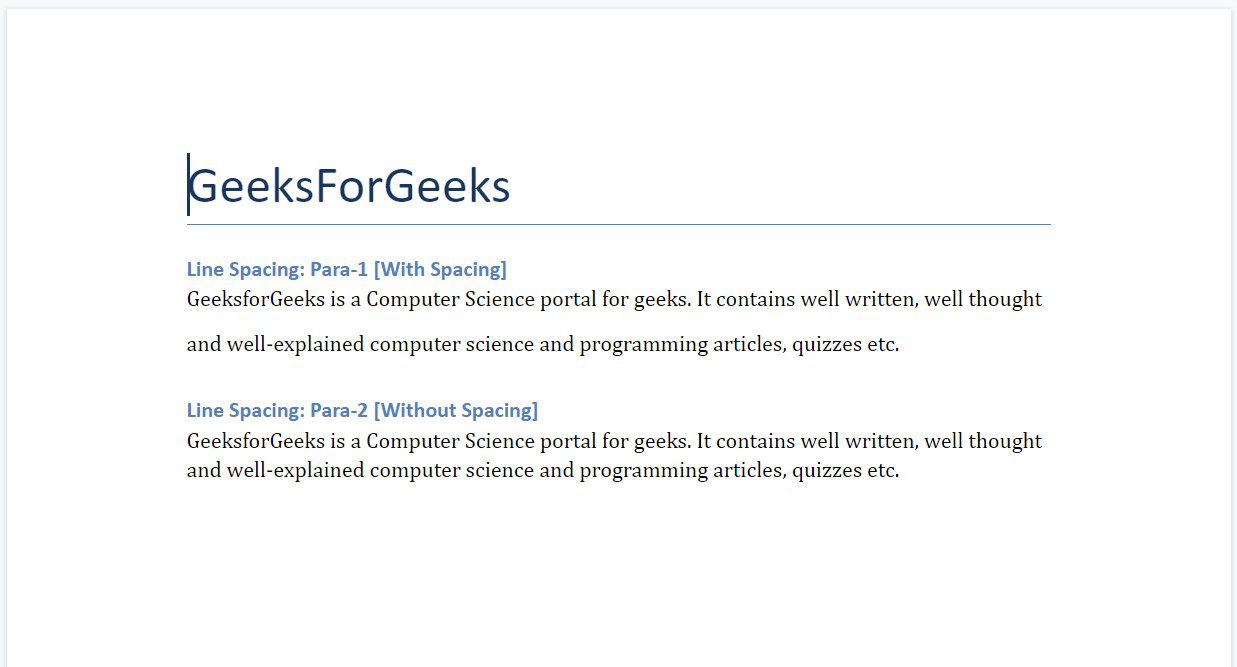 GeeksForGeeks
Line Spacing: Para-1 [With Spacing]
GeeksforGeeks is a Computer Science portal for geeks. It contains well written, well thought
and well-explained computer science and programming articles, quizzes etc.
Line Spacing: Para-2 [Without Spacing]
GeeksforGeeks is a Computer Science portal for geeks. It contains well written, well thought
and well-explained computer science and programming articles, quizzes etc.